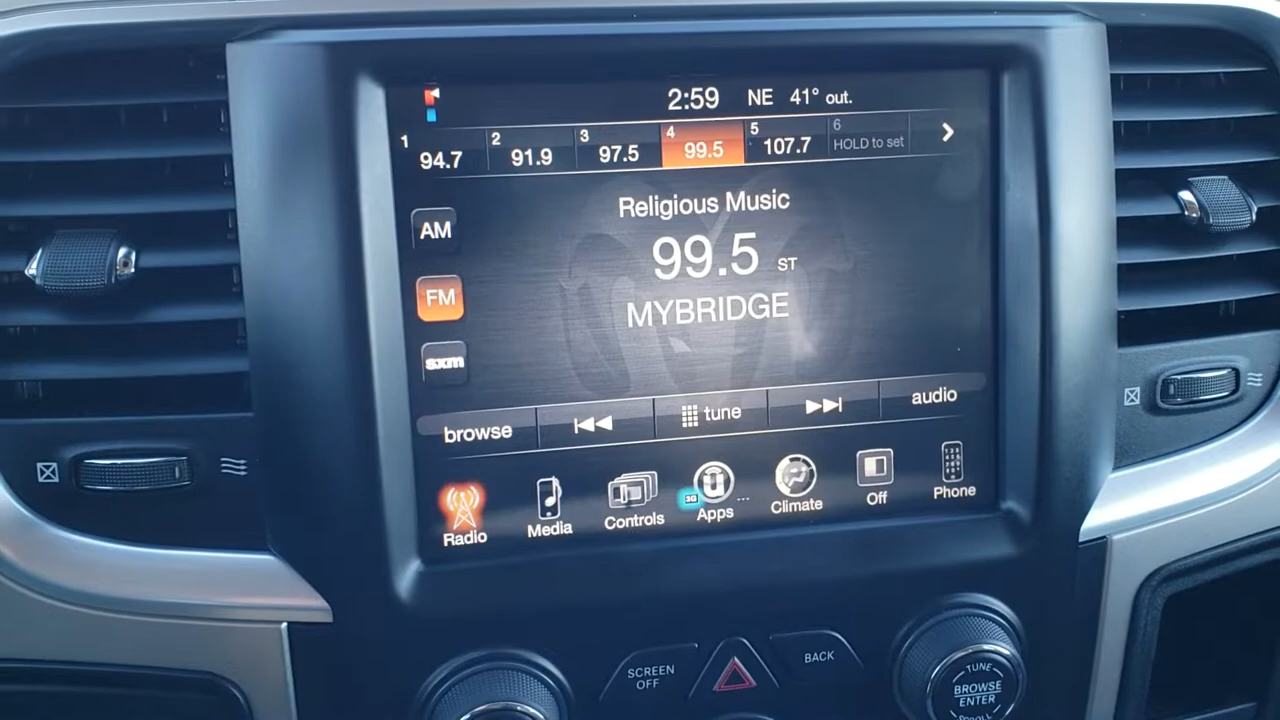 2:59 NE 41° out.
1 94.7 2 91.9 3 97.5 4 99.5 5 107.7 6 HOLD to set
Religious Music
AM
99.5 ST
FM
MYBRIDGE
sxm
browse tune audio
3G
Radio Media Controls Apps ... Climate Off Phone
SCREEN
OFF
BACK
TUNE
BROWSE
ENTER
SCROLL